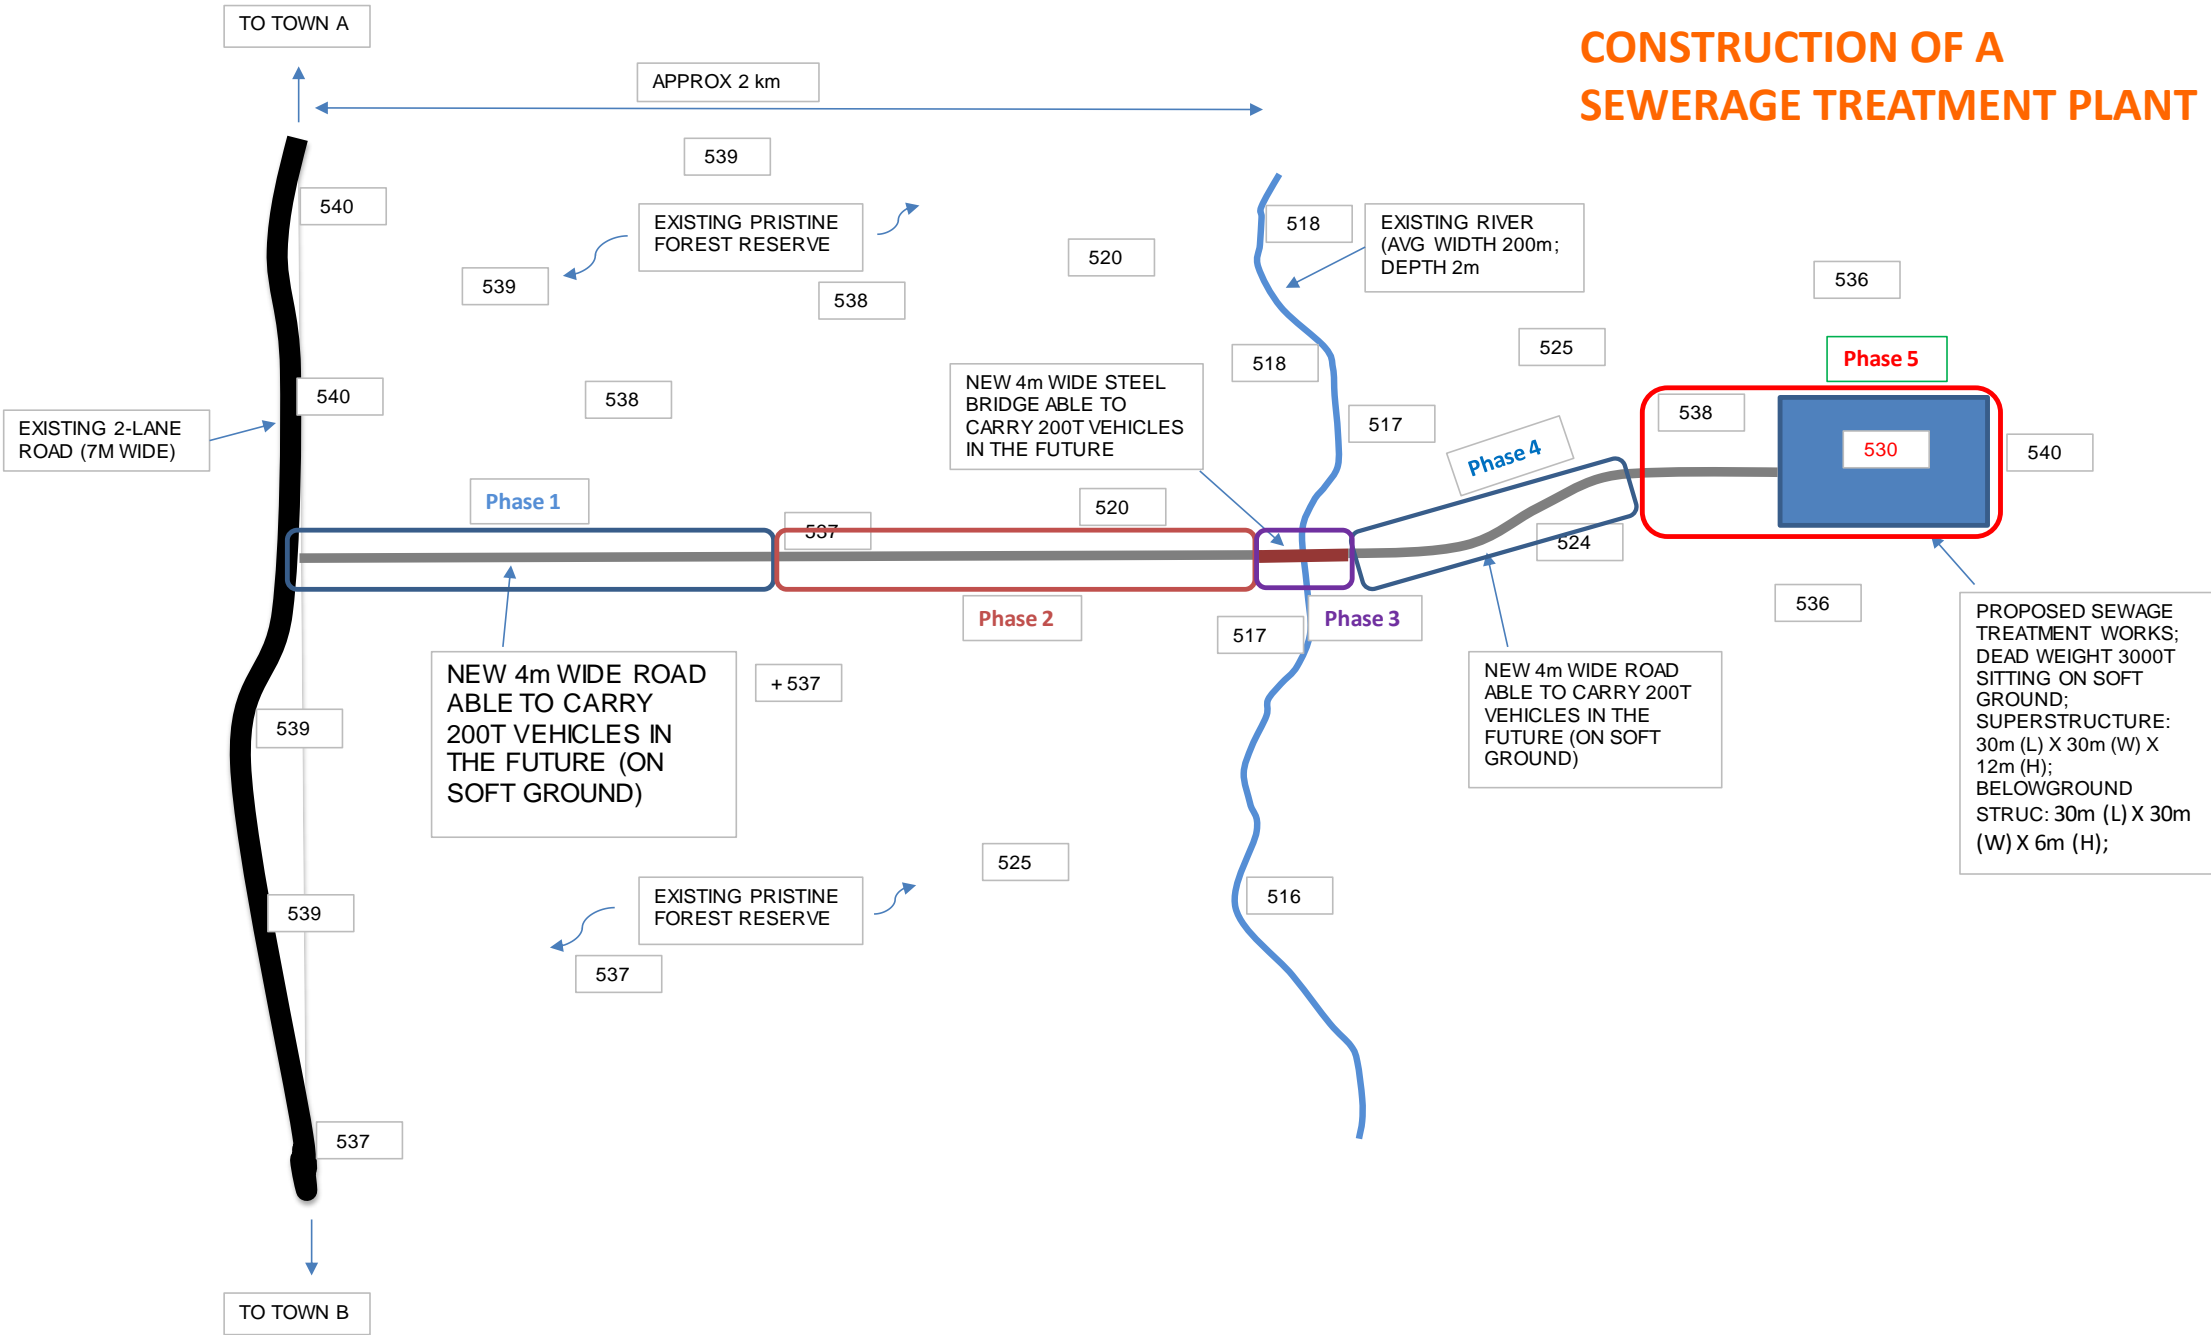 TO TOWN A
CONSTRUCTION OF A
SEWERAGE TREATMENT PLANT
APPROX 2 km
539
540
EXISTING PRISTINE
FOREST RESERVE
518
EXISTING RIVER
(AVG WIDTH 200m;
DEPTH 2m
520
539
538
536
525
518
Phase 5
540
538
NEW 4m WIDE STEEL
BRIDGE ABLE TO
CARRY 200T VEHICLES
IN THE FUTURE
517
538
EXISTING 2-LANE
ROAD (7M WIDE)
Phase 4
530
540
Phase 1
520
537
524
Phase 2
517
Phase 3
536
NEW 4m WIDE ROAD
ABLE TO CARRY
200T VEHICLES IN
THE FUTURE (ON
SOFT GROUND)
+ 537
NEW 4m WIDE ROAD
ABLE TO CARRY 200T
VEHICLES IN THE
FUTURE (ON SOFT
GROUND)
PROPOSED SEWAGE
TREATMENT WORKS;
DEAD WEIGHT 3000T
SITTING ON SOFT
GROUND;
SUPERSTRUCTURE:
30m (L) X 30m (W) X
12m (H);
BELOWGROUND
STRUC: 30m (L) X 30m
(W) X 6m (H);
539
525
EXISTING PRISTINE
FOREST RESERVE
516
539
537
537
TO TOWN B